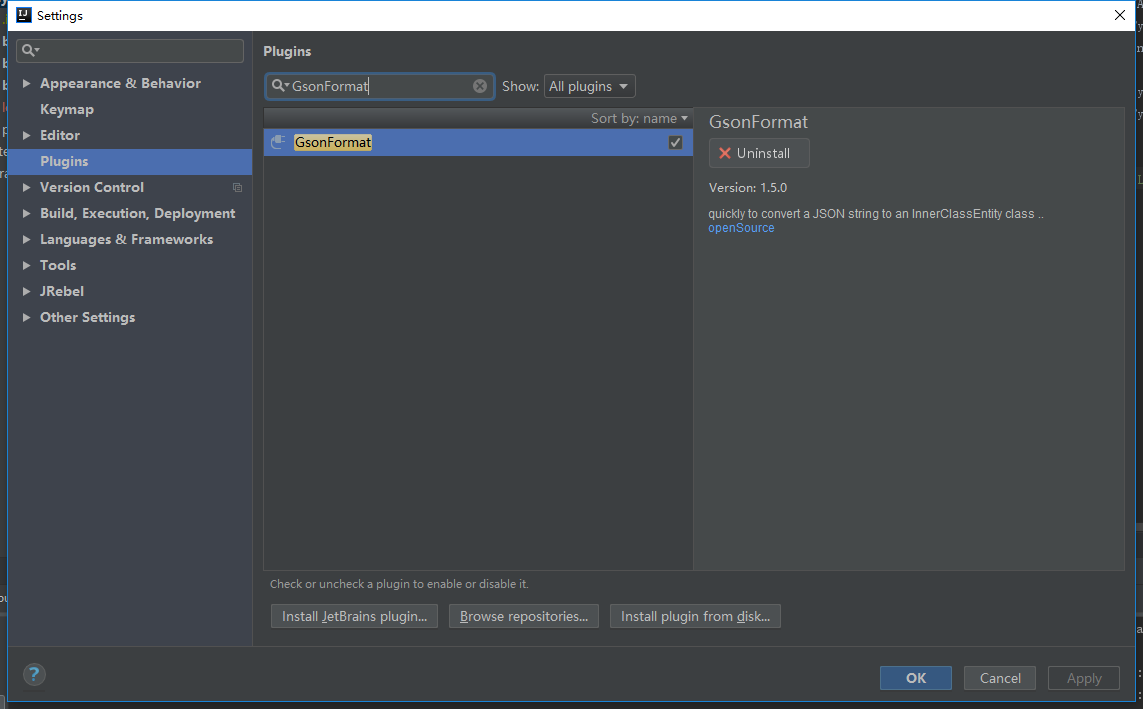 Settings
Appearance & Behavior
Keymap
Editor
Plugins
Version Control
Build, Execution, Deployment
Languages & Frameworks
Tools
JRebel
Other Settings
Plugins
GsonFormat
Show: All plugins
Sort by: name
GsonFormat
GsonFormat
Uninstall
Version: 1.5.0
quickly to convert a JSON string to an InnerClassEntity class ..
openSource
Check or uncheck a plugin to enable or disable it.
Install JetBrains plugin...
Browse repositories...
Install plugin from disk...
?
OK
Cancel
Apply